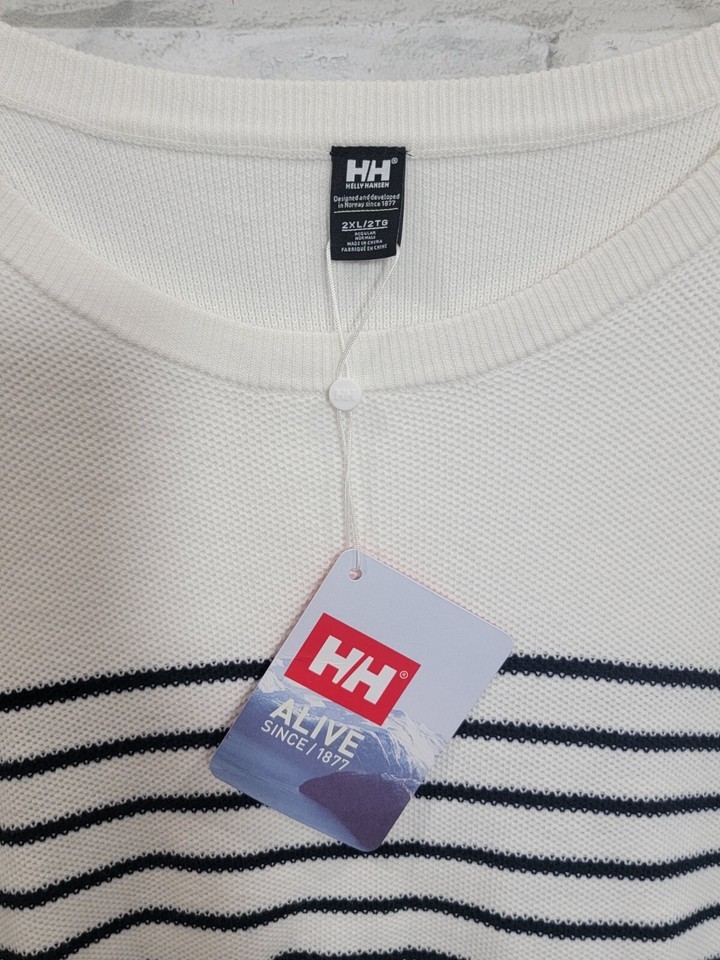 HH®
HELLY HANSEN
Designed and developed
in Norway since 1877
2XL/2TG
REGULAR
NORMALE
MADE IN CHINA
FABRIQUÉ EN CHINE
HH®
ALIVE
SINCE / 1877